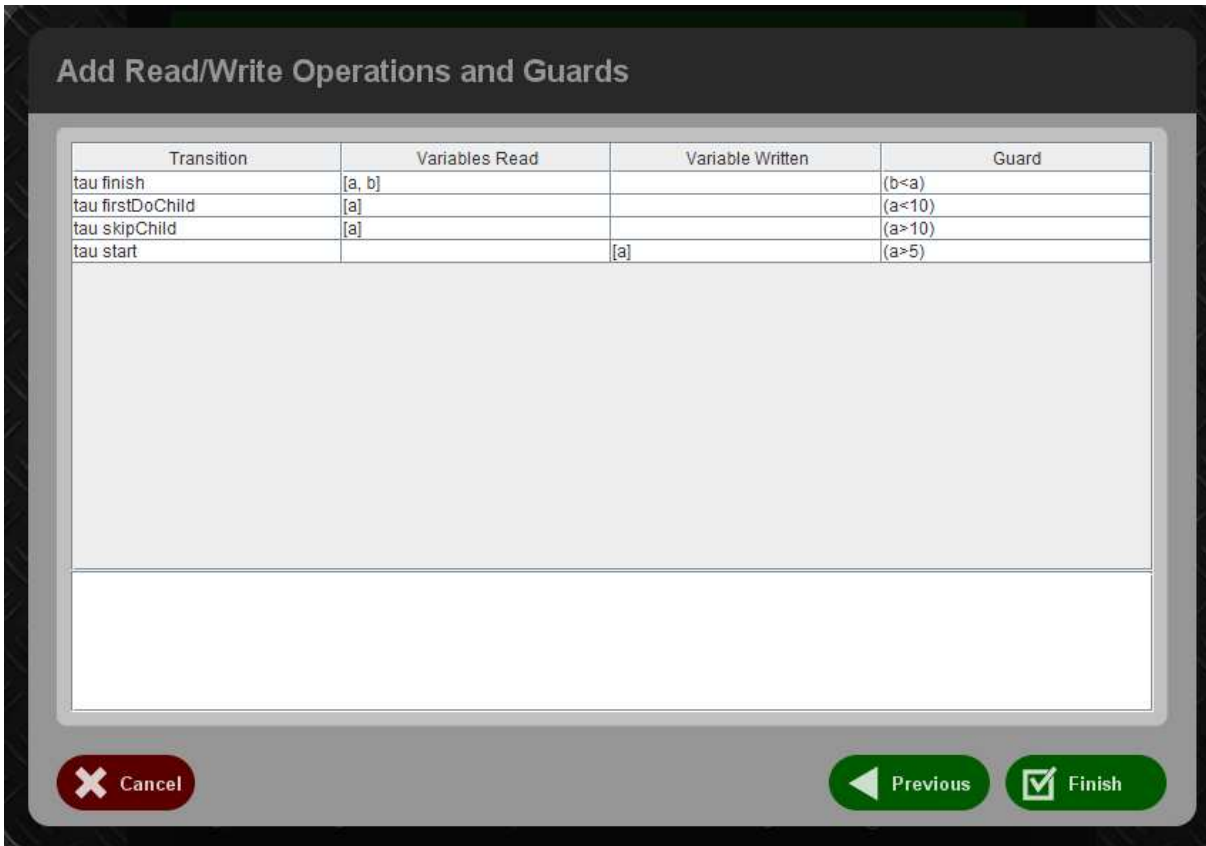 Add Read/Write Operations and Guards
Transition Variables Read Variable Written Guard
tau finish [a, b] (b<a)
tau firstDoChild [a] (a<10)
tau skipChild [a] (a>10)
tau start [a] (a>5)
Cancel Previous Finish